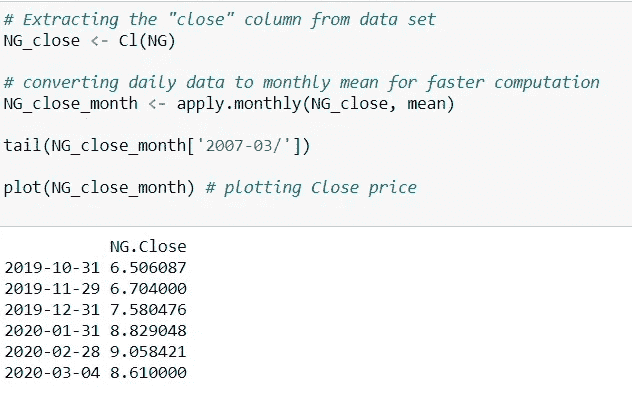 # Extracting the "close" column from data set
NG_close <- Cl(NG)
# converting daily data to monthly mean for faster computation
NG_close_month <- apply.monthly(NG_close, mean)
tail(NG_close_month['2007-03/'])
plot(NG_close_month) # plotting Close price
NG.Close
2019-10-31 6.506087
2019-11-29 6.704000
2019-12-31 7.580476
2020-01-31 8.829048
2020-02-28 9.058421
2020-03-04 8.610000